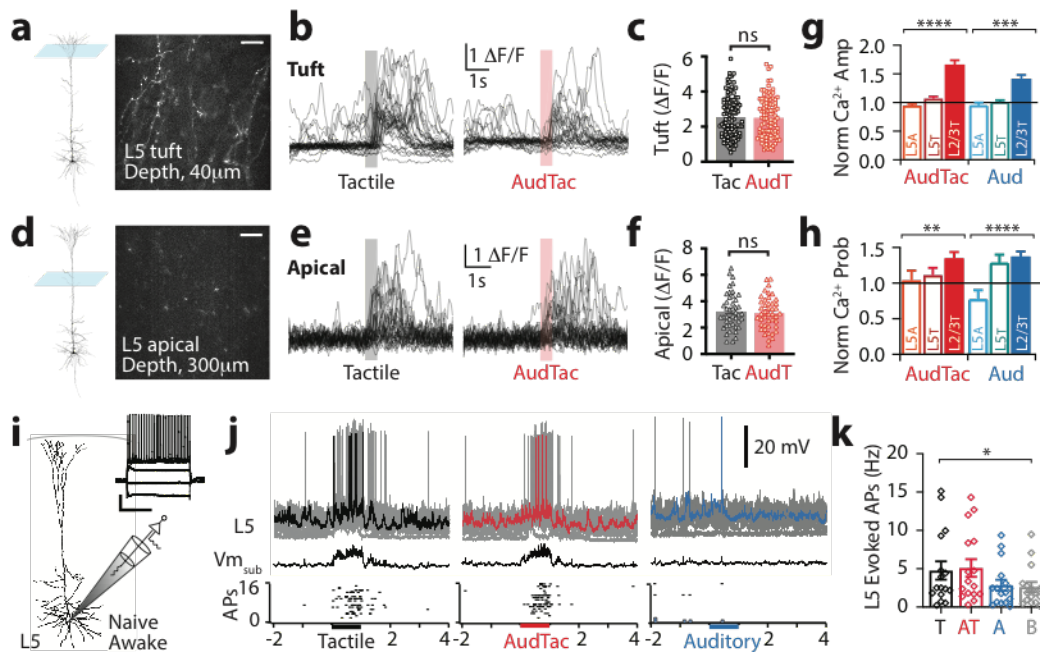 a
L5 tuft
Depth, 40μm
b
Tuft
1 ΔF/F
1s
Tactile
AudTac
c
ns
Tuft (ΔF/F)
6
4
2
0
Tac AudT
g
**** ***
Norm Ca2+ Amp
2.0
1.5
1.0
0.5
0.0
L5A
L5T
L2/3T
L5A
L5T
L2/3T
AudTac Aud
d
L5 apical
Depth, 300μm
e
Apical
1 ΔF/F
1s
Tactile
AudTac
f
ns
Apical (ΔF/F)
8
6
4
2
0
Tac AudT
h
** ****
Norm Ca2+ Prob
1.5
1.0
0.5
0.0
L5A
L5T
L2/3T
L5A
L5T
L2/3T
AudTac Aud
i
L5
Naive
Awake
j
20 mV
L5
Vmsub
APs
16
0
-2 Tactile 2 4
-2 AudTac 2 4
-2 Auditory 2 4
k
*
L5 Evoked APs (Hz)
20
15
10
5
0
T AT A B